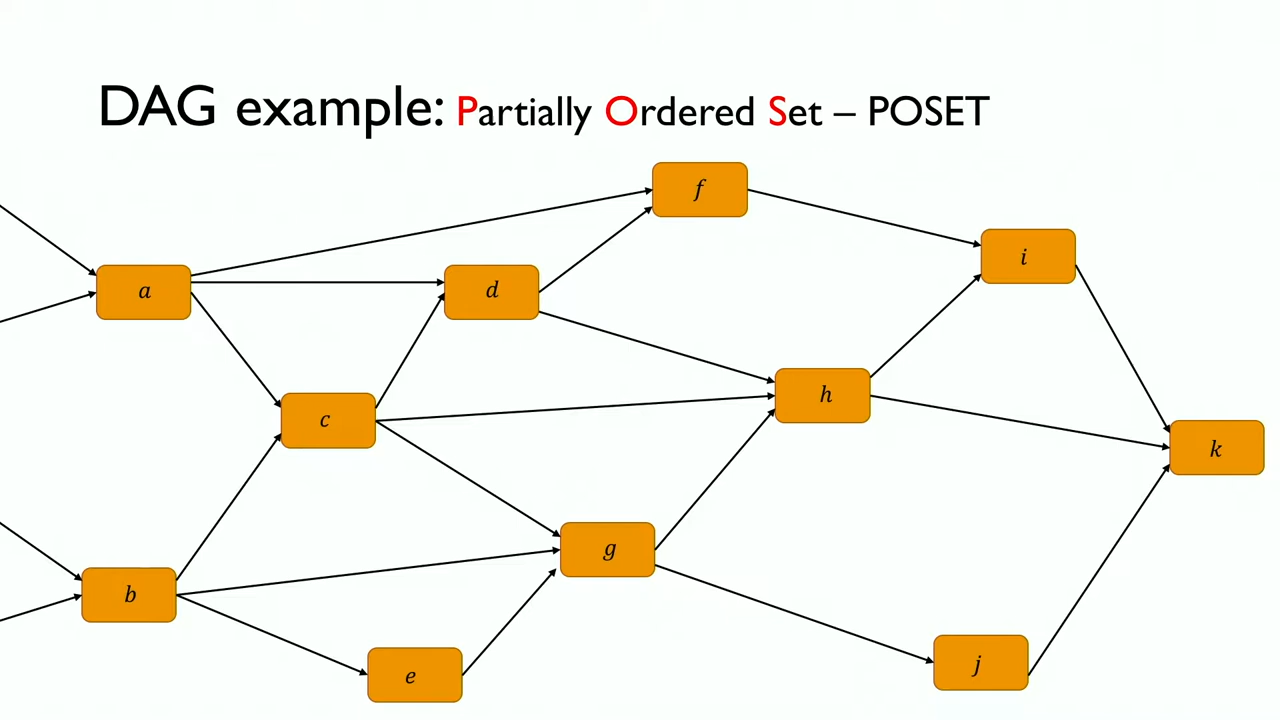 DAG example: Partially Ordered Set – POSET
f
i
a
d
h
c
k
g
b
j
e